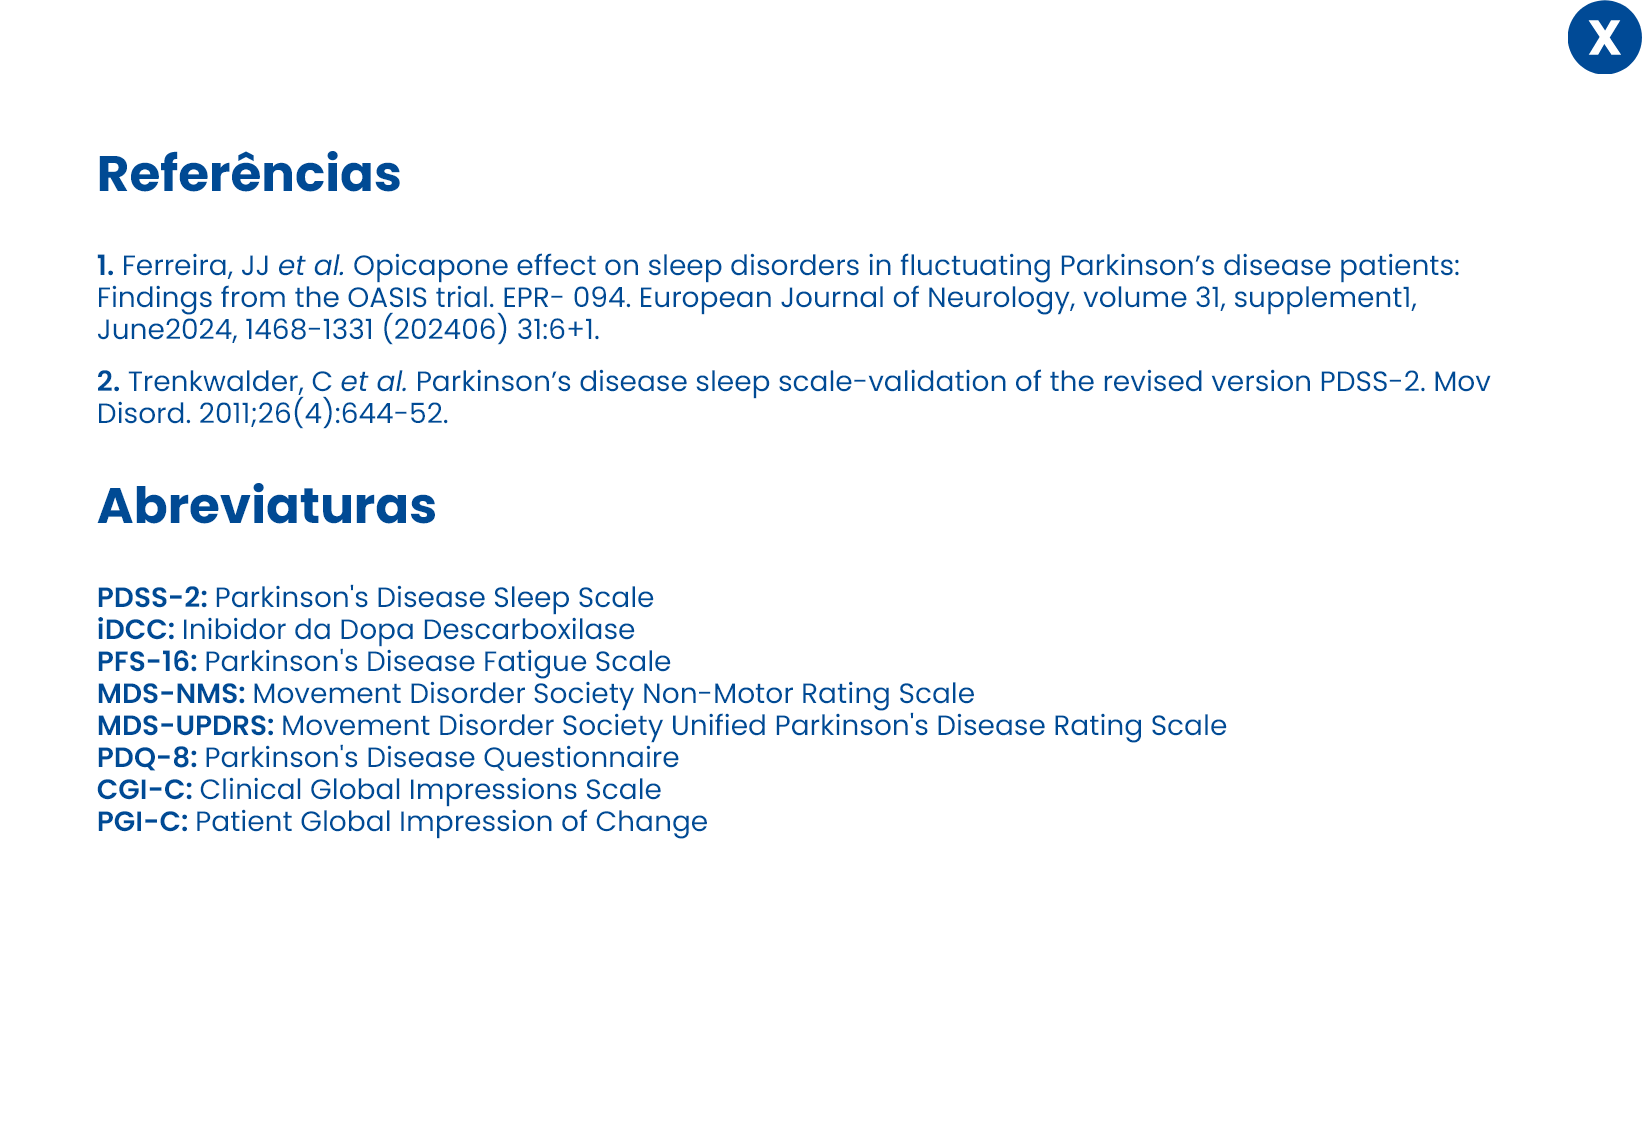 X
Referências
1. Ferreira, JJ et al. Opicapone effect on sleep disorders in fluctuating Parkinson’s disease patients:
Findings from the OASIS trial. EPR- 094. European Journal of Neurology, volume 31, supplement1,
June2024, 1468-1331 (202406) 31:6+1.
2. Trenkwalder, C et al. Parkinson’s disease sleep scale-validation of the revised version PDSS-2. Mov
Disord. 2011;26(4):644-52.
Abreviaturas
PDSS-2: Parkinson's Disease Sleep Scale
iDCC: Inibidor da Dopa Descarboxilase
PFS-16: Parkinson's Disease Fatigue Scale
MDS-NMS: Movement Disorder Society Non-Motor Rating Scale
MDS-UPDRS: Movement Disorder Society Unified Parkinson's Disease Rating Scale
PDQ-8: Parkinson's Disease Questionnaire
CGI-C: Clinical Global Impressions Scale
PGI-C: Patient Global Impression of Change